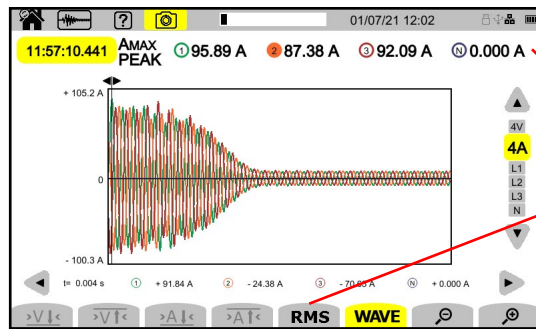 ? 01/07/21 12:02
11:57:10.441 AMAX PEAK 1 95.89 A 2 87.38 A 3 92.09 A N 0.000 A
+ 105.2 A
0
- 100.3 A
4V
4A
L1
L2
L3
N
t= 0.004 s 1 + 91.84 A 2 - 24.38 A 3 N + 0.000 A
>V↓< >V↑< >A↓< >A↑< RMS WAVE